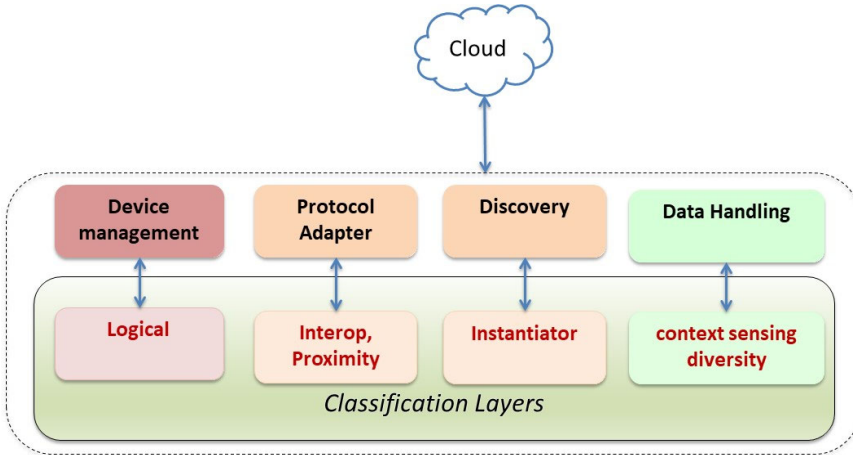 Cloud
Device
management
Protocol
Adapter
Discovery
Data Handling
Logical
Interop,
Proximity
Instantiator
context sensing
diversity
Classification Layers